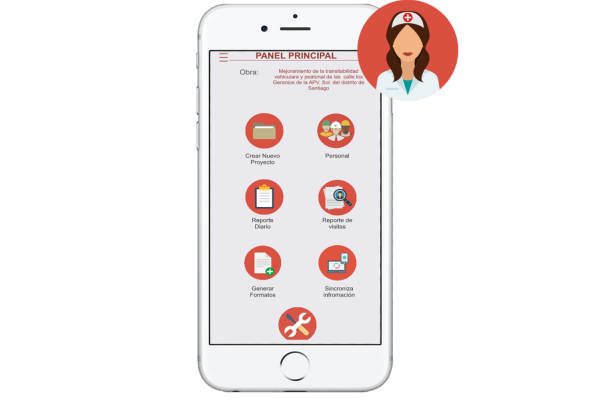 PANEL PRINCIPAL
Obra:
Mejoramiento de la transitabilidad
vehiculara y peatonal de las calle los
Geranios de la APV. Sol del distrito de
Santiago
Crear Nuevo
Proyecto
Personal
Reporte
Diario
Reporte de
visitas
Generar
Formatos
Sincroniza
infromación